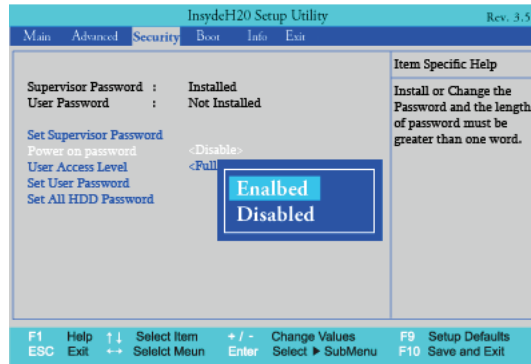 InsydeH20 Setup Utility Rev. 3.5
Main Advanced Security Boot Info Exit
Item Specific Help
Supervisor Password : Installed
User Password : Not Installed
Install or Change the
Password and the length
of password must be
greater than one word.
Set Supervisor Password
Power on password <Disable>
User Access Level <Full
Set User Password
Set All HDD Password
Enalbed
Disabled
F1 Help ↑↓ Select Item + / - Change Values F9 Setup Defaults
ESC Exit ←→ Selelct Meun Enter Select ▶ SubMenu F10 Save and Exit